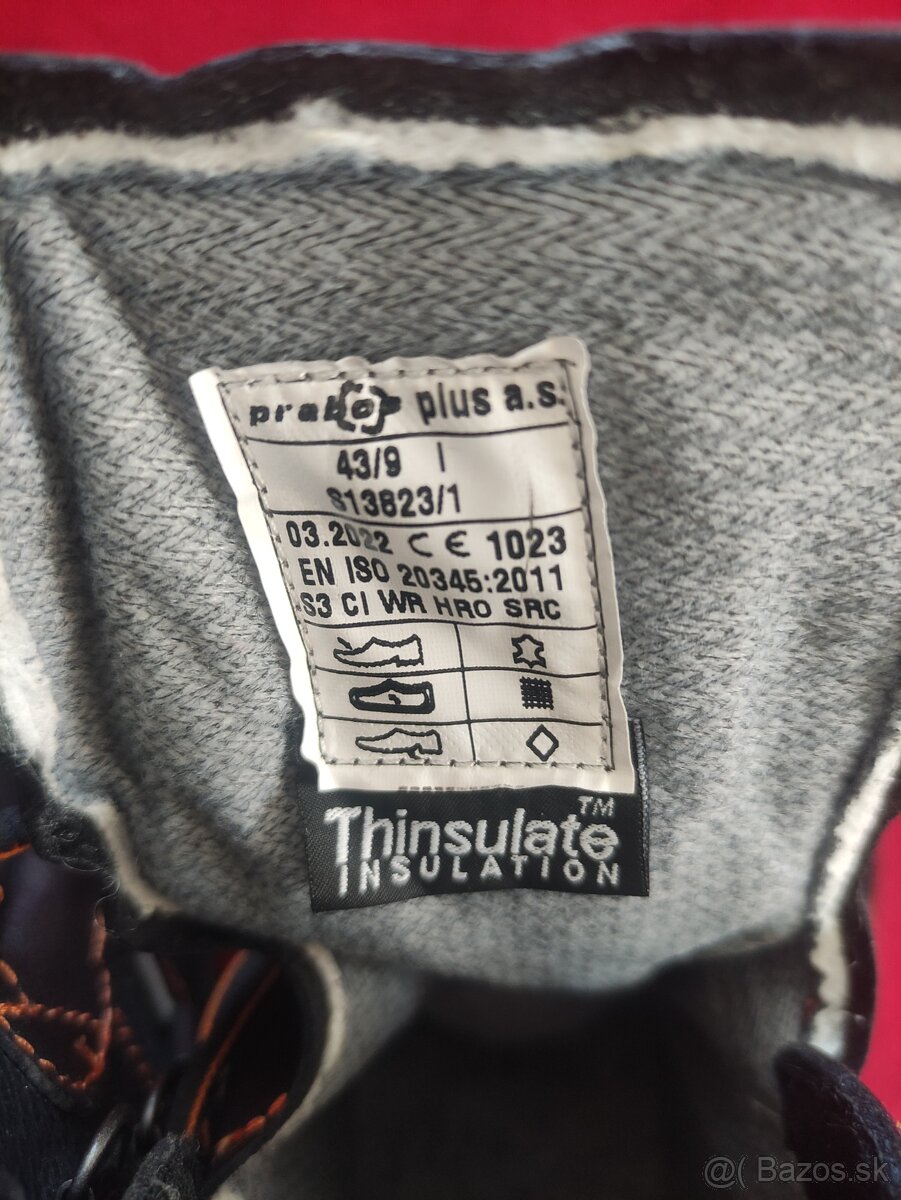 prabos plus a.s.
43/9 I
S13823/1
03.2022 CE 1023
EN ISO 20345:2011
S3 CI WR HRO SRC
Thinsulate™
INSULATION
@( Bazos.sk